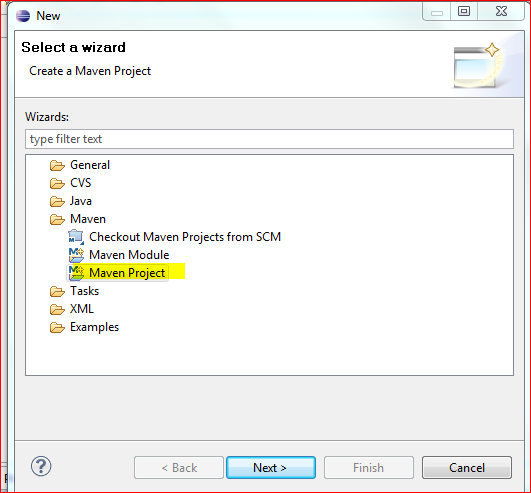 New
Select a wizard
Create a Maven Project
Wizards:
type filter text
General
CVS
Java
Maven
Checkout Maven Projects from SCM
Maven Module
Maven Project
Tasks
XML
Examples
? < Back Next > Finish Cancel